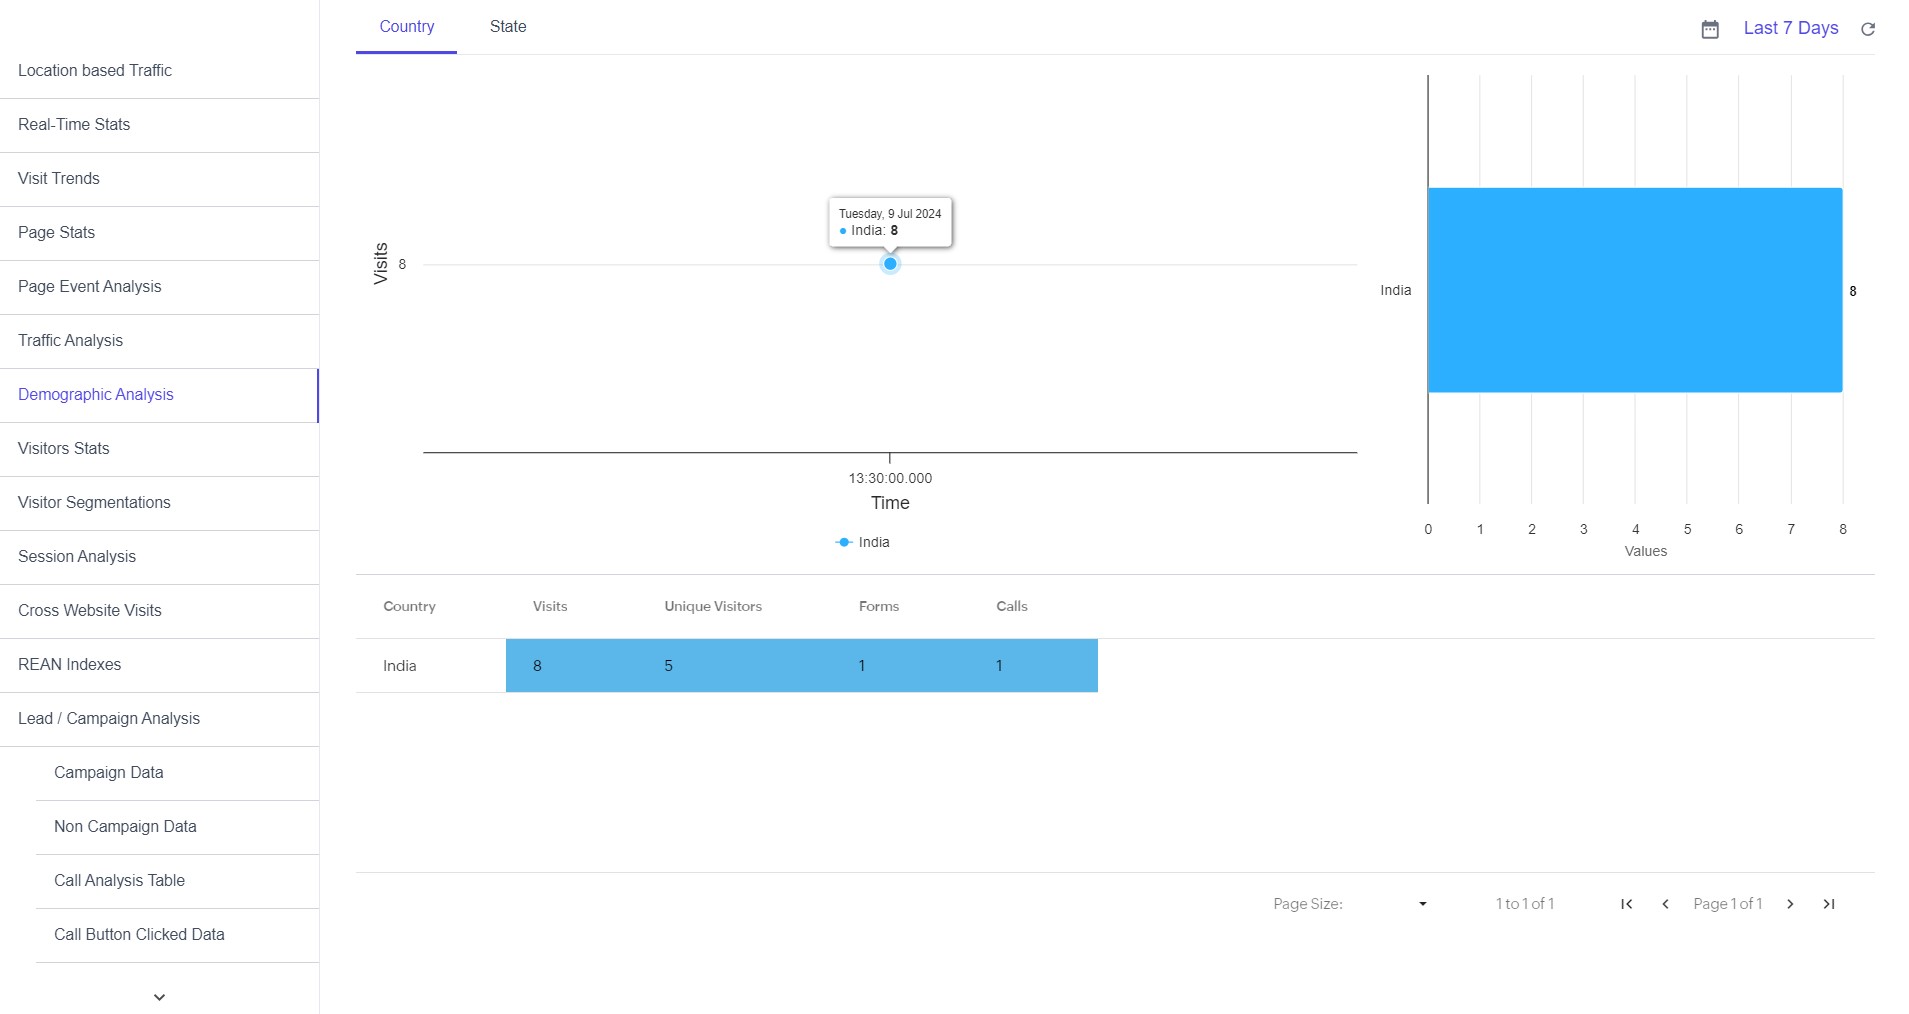 Country State
Last 7 Days
Location based Traffic
Real-Time Stats
Visit Trends
Page Stats
Page Event Analysis
Traffic Analysis
Demographic Analysis
Visitors Stats
Visitor Segmentations
Session Analysis
Cross Website Visits
REAN Indexes
Lead / Campaign Analysis
Campaign Data
Non Campaign Data
Call Analysis Table
Call Button Clicked Data
Tuesday, 9 Jul 2024
India: 8
Visits
8
13:30:00.000
Time
India
India
8
0 1 2 3 4 5 6 7 8
Values
Country Visits Unique Visitors Forms Calls
India 8 5 1 1
Page Size: 1 to 1 of 1 Page 1 of 1